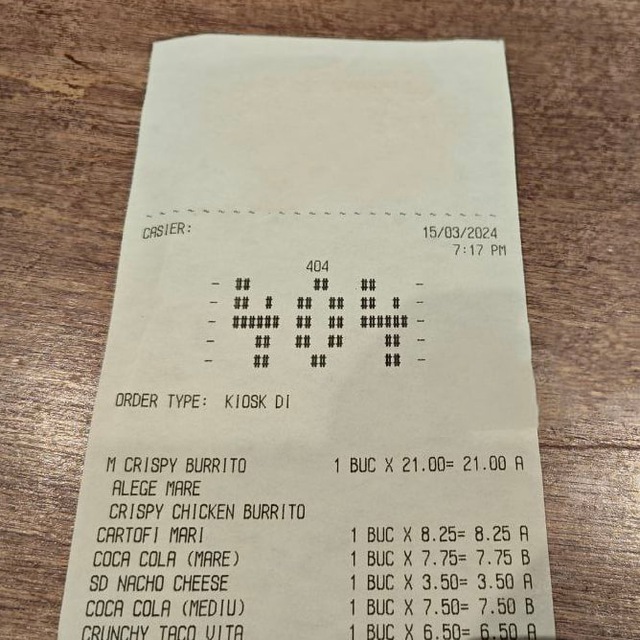 CASIER: 15/03/2024
7:17 PM
404
- ## ## ## -
- ## # ## ## ## # -
- ###### ## ## ###### -
- ## ## ## ## -
- ## ## ## -
ORDER TYPE: KIOSK DI
M CRISPY BURRITO 1 BUC X 21.00= 21.00 A
ALEGE MARE
CRISPY CHICKEN BURRITO
CARTOFI MARI 1 BUC X 8.25= 8.25 A
COCA COLA (MARE) 1 BUC X 7.75= 7.75 B
SD NACHO CHEESE 1 BUC X 3.50= 3.50 A
COCA COLA (MEDIU) 1 BUC X 7.50= 7.50 B
CRUNCHY TACO VITA 1 BUC X 6.50= 6.50 A